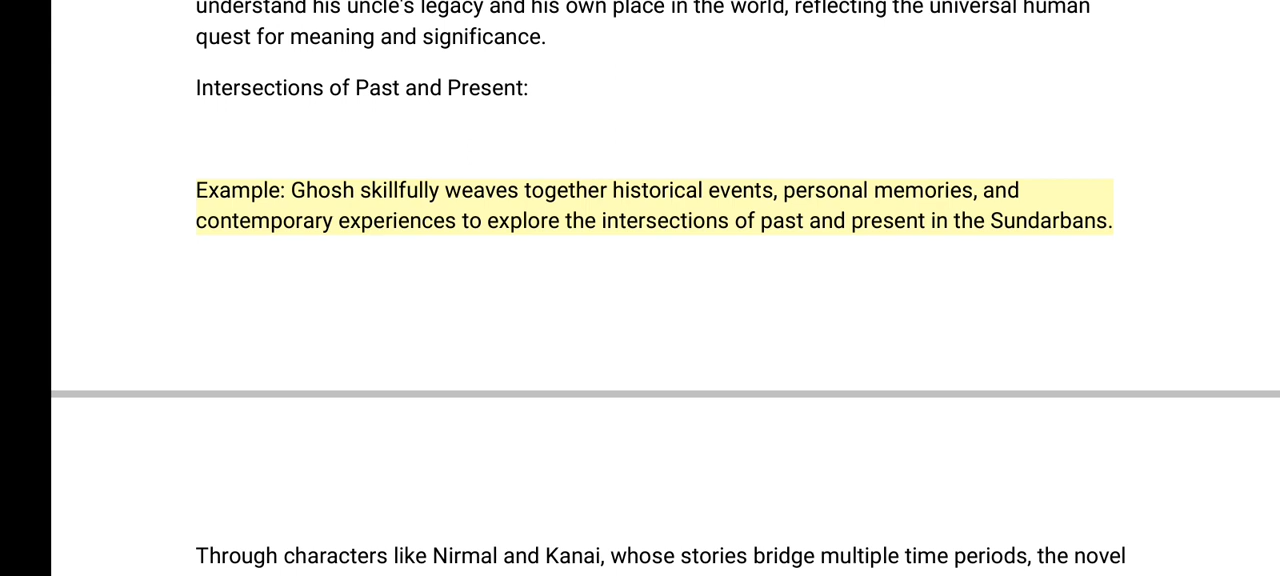 understand his uncle's legacy and his own place in the world, reflecting the universal human
quest for meaning and significance.
Intersections of Past and Present:
Example: Ghosh skillfully weaves together historical events, personal memories, and
contemporary experiences to explore the intersections of past and present in the Sundarbans.
Through characters like Nirmal and Kanai, whose stories bridge multiple time periods, the novel